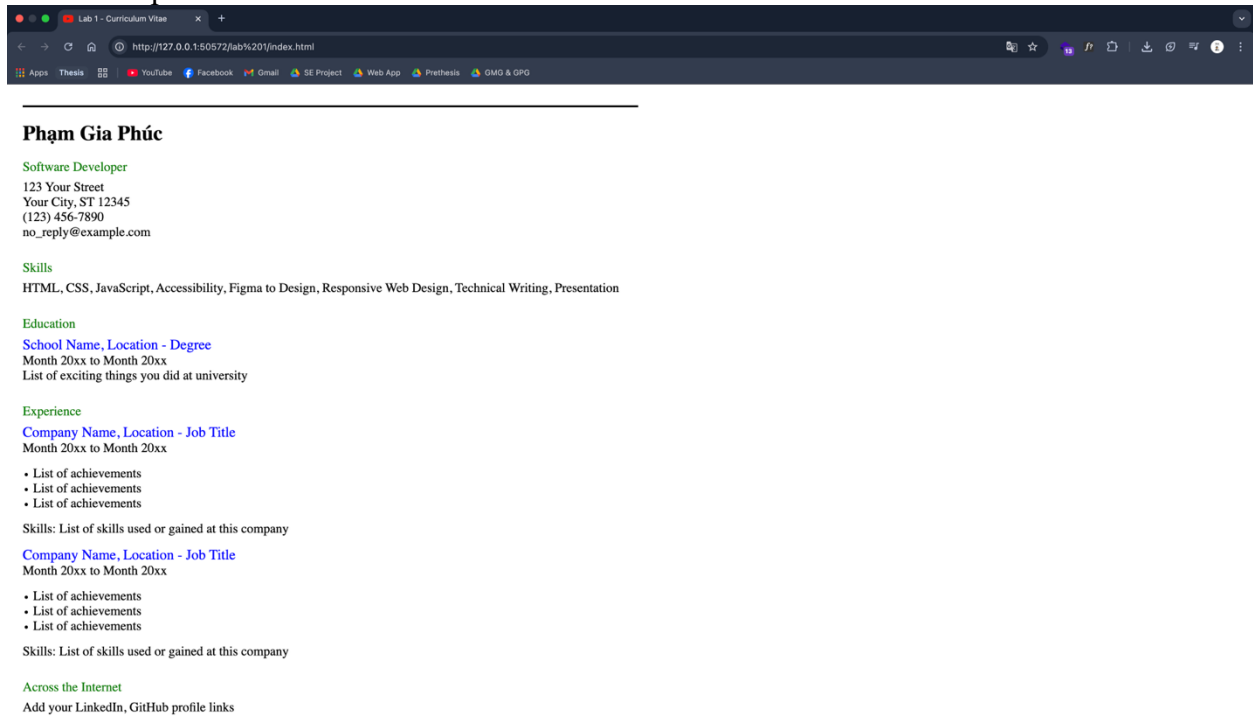 Lab 1 - Curriculum Vitae
http://127.0.0.1:50572/lab%201/index.html
13
Apps Thesis YouTube Facebook Gmail SE Project Web App Prethesis GMG & GPG
Phạm Gia Phúc
Software Developer
123 Your Street
Your City, ST 12345
(123) 456-7890
no_reply@example.com
Skills
HTML, CSS, JavaScript, Accessibility, Figma to Design, Responsive Web Design, Technical Writing, Presentation
Education
School Name, Location - Degree
Month 20xx to Month 20xx
List of exciting things you did at university
Experience
Company Name, Location - Job Title
Month 20xx to Month 20xx
• List of achievements
• List of achievements
• List of achievements
Skills: List of skills used or gained at this company
Company Name, Location - Job Title
Month 20xx to Month 20xx
• List of achievements
• List of achievements
• List of achievements
Skills: List of skills used or gained at this company
Across the Internet
Add your LinkedIn, GitHub profile links